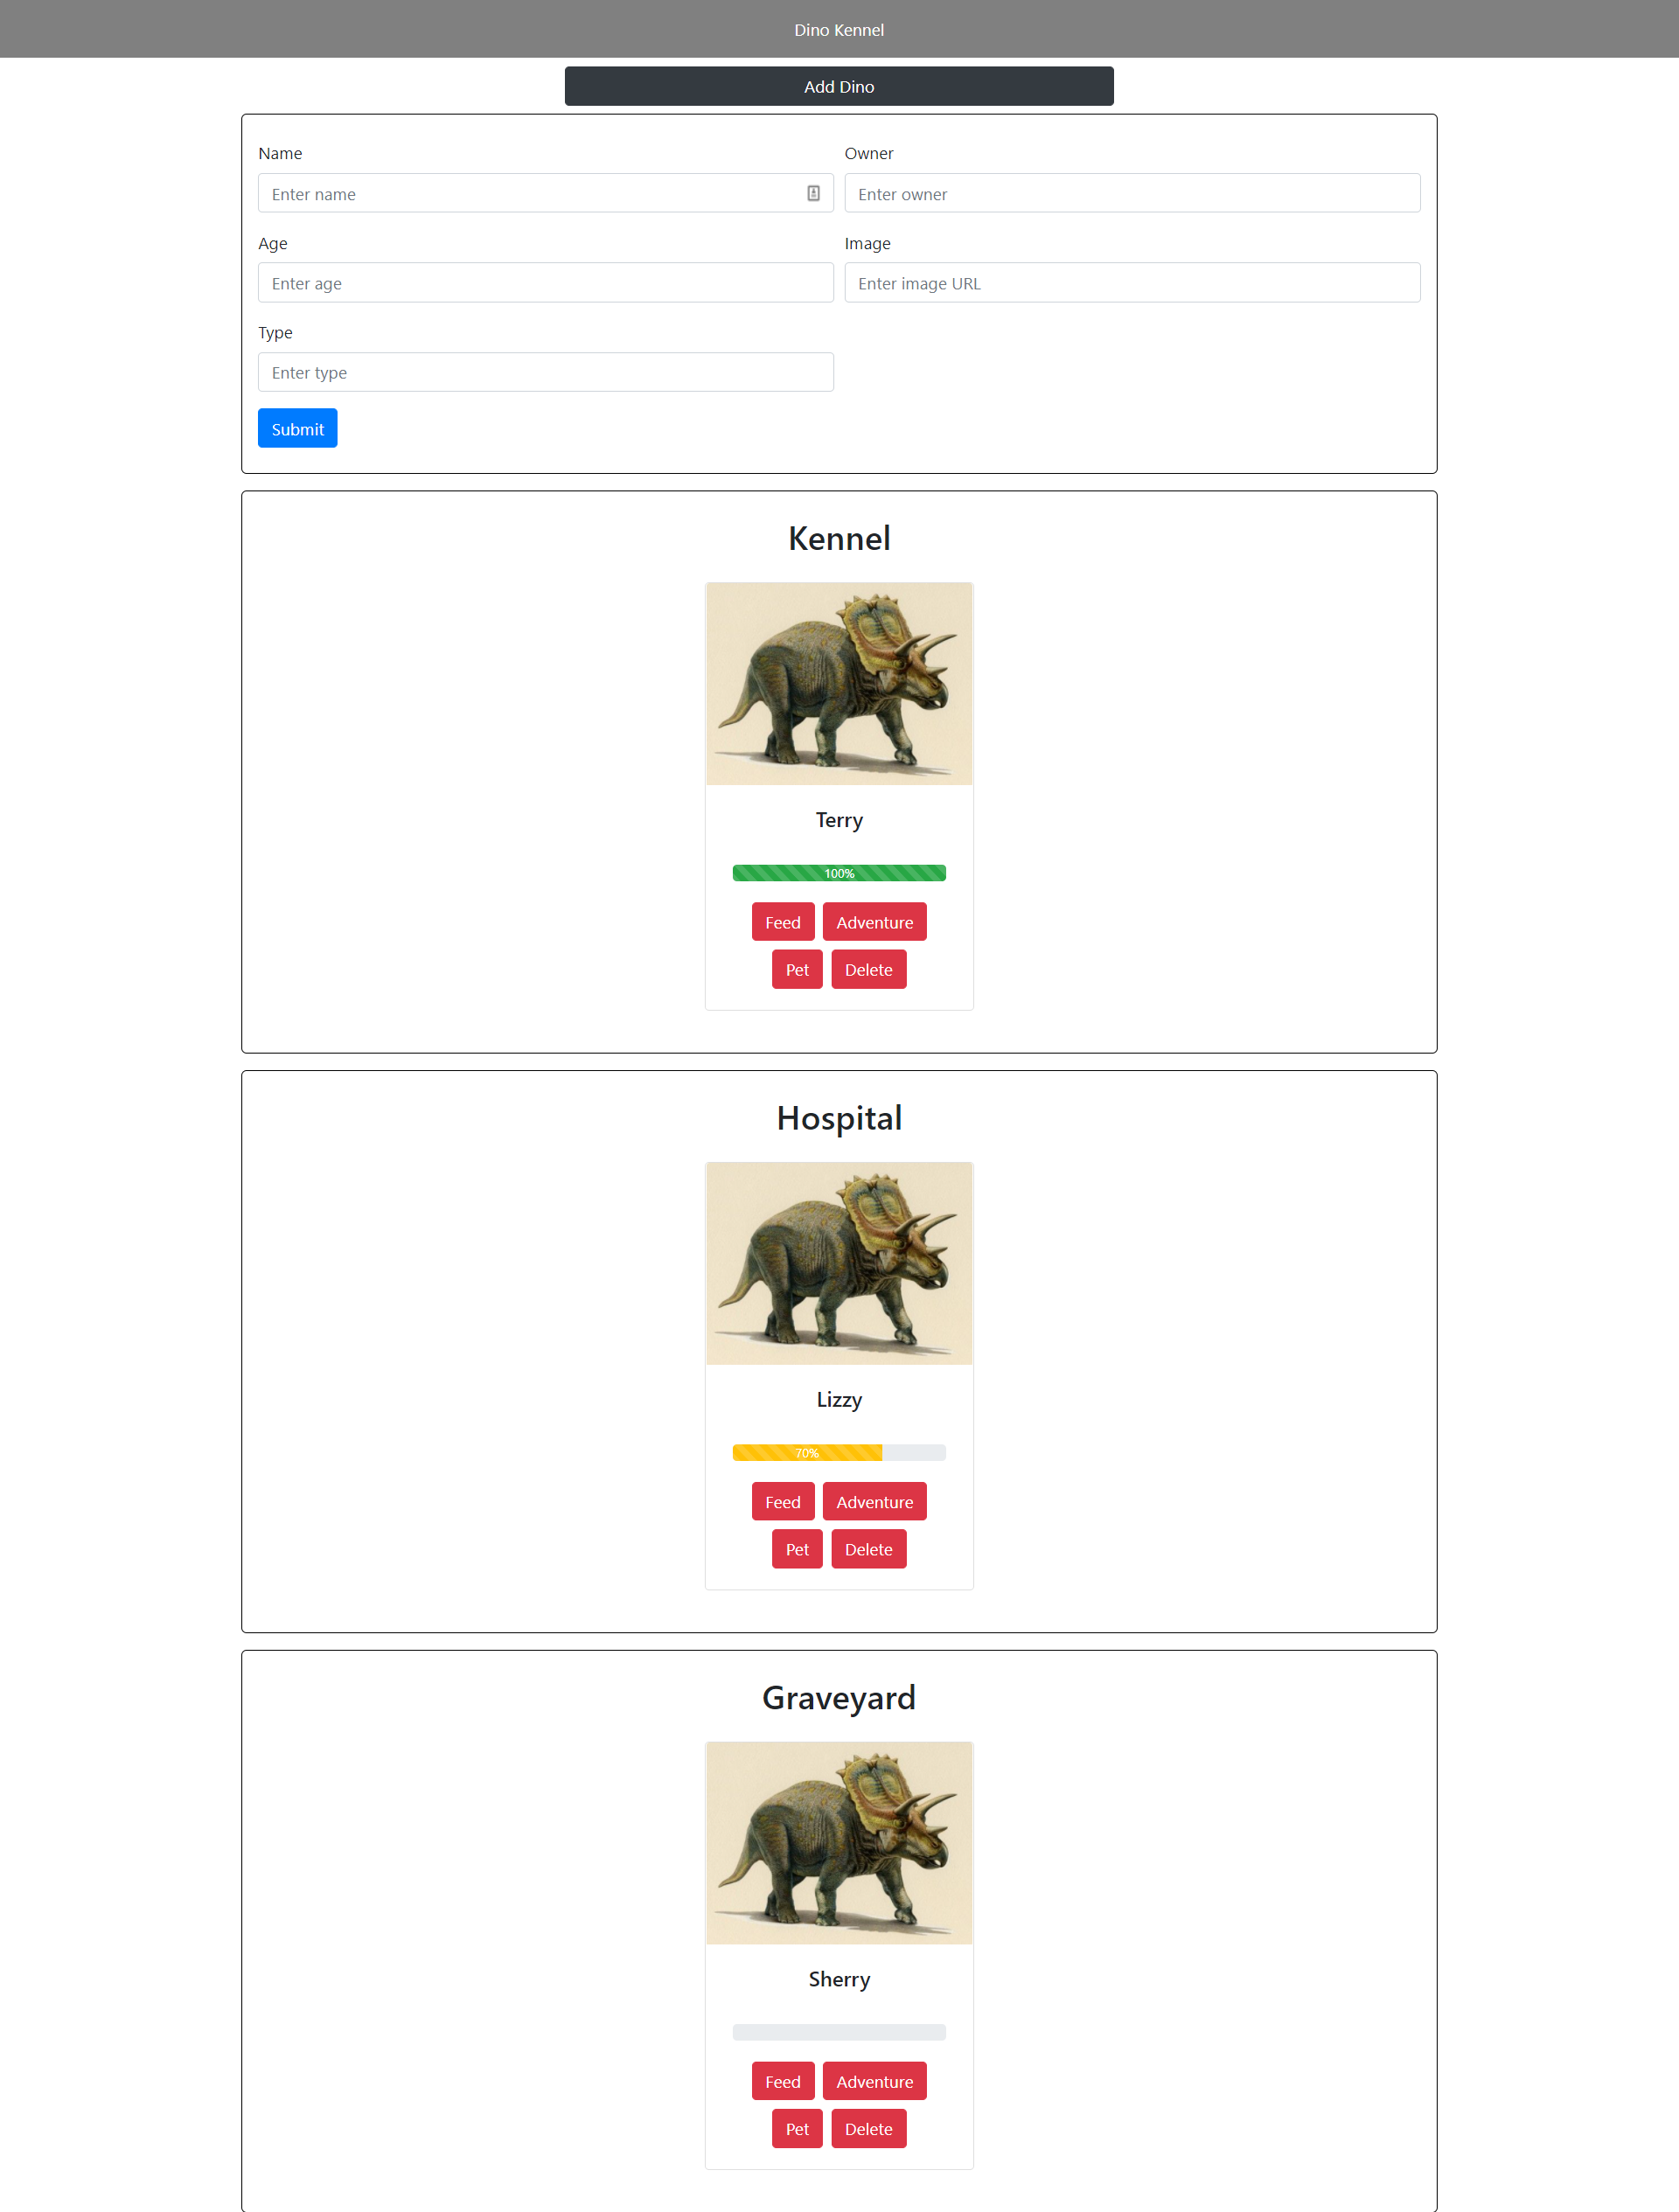 Dino Kennel
Add Dino
Name
Owner
Enter name
Enter owner
Age
Image
Enter age
Enter image URL
Type
Enter type
Submit
Kennel
Terry
100%
Feed Adventure
Pet Delete
Hospital
Lizzy
70%
Feed Adventure
Pet Delete
Graveyard
Sherry
Feed Adventure
Pet Delete